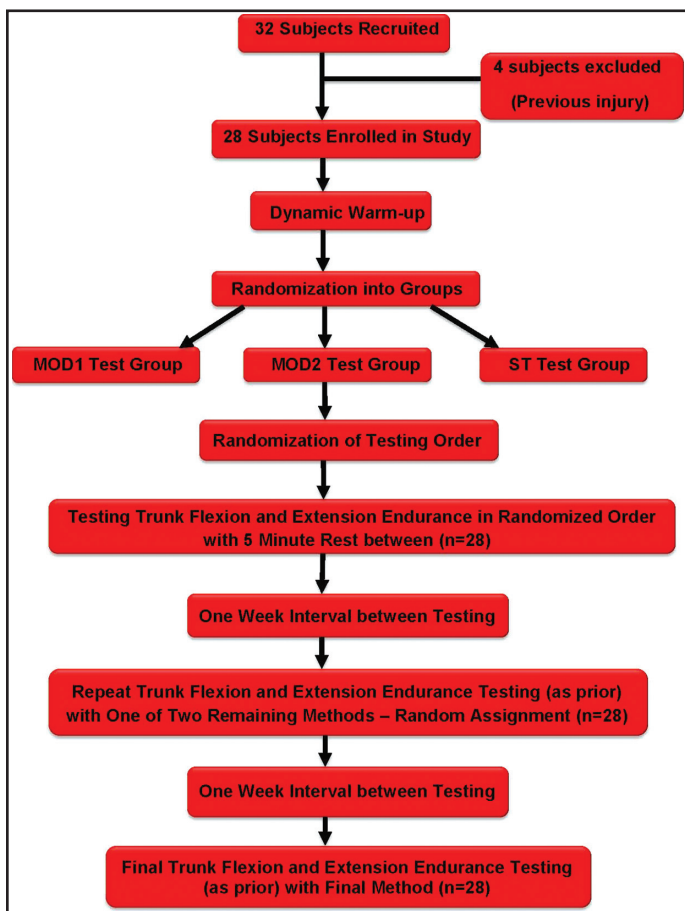 32 Subjects Recruited
4 subjects excluded
(Previous injury)
28 Subjects Enrolled in Study
Dynamic Warm-up
Randomization into Groups
MOD1 Test Group
MOD2 Test Group
ST Test Group
Randomization of Testing Order
Testing Trunk Flexion and Extension Endurance in Randomized Order
with 5 Minute Rest between (n=28)
One Week Interval between Testing
Repeat Trunk Flexion and Extension Endurance Testing (as prior)
with One of Two Remaining Methods – Random Assignment (n=28)
One Week Interval between Testing
Final Trunk Flexion and Extension Endurance Testing
(as prior) with Final Method (n=28)